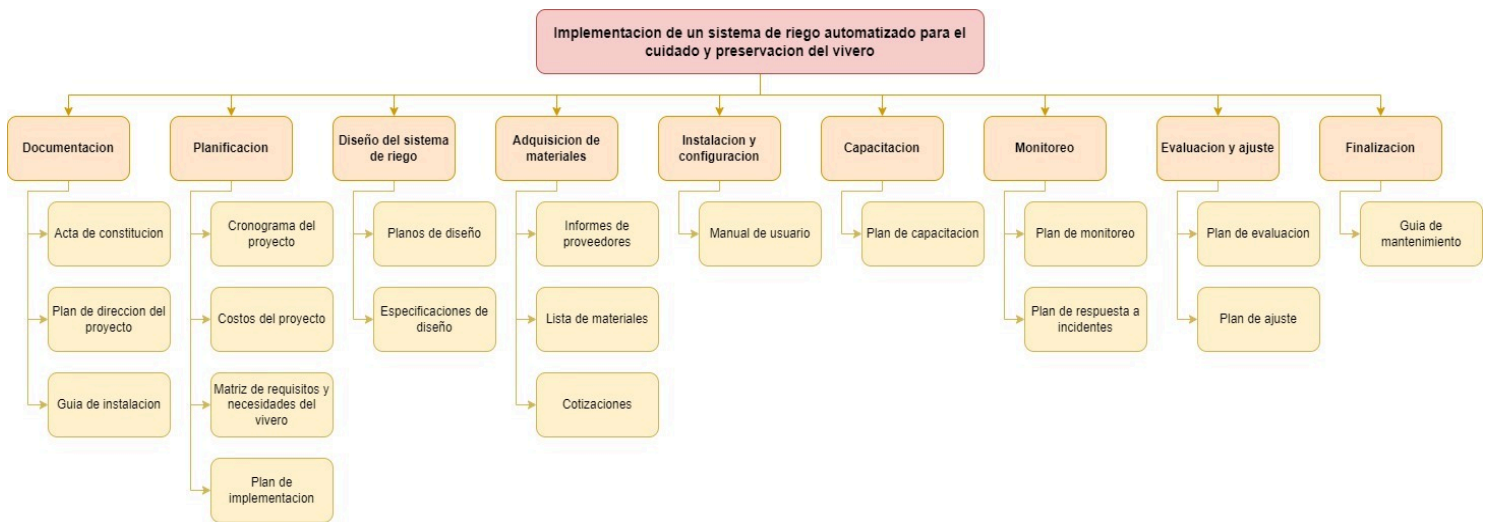 Implementacion de un sistema de riego automatizado para el
cuidado y preservacion del vivero
Documentacion
Planificacion
Diseño del sistema
de riego
Adquisicion de
materiales
Instalacion y
configuracion
Capacitacion
Monitoreo
Evaluacion y ajuste
Finalizacion
Acta de constitucion
Cronograma del
proyecto
Planos de diseño
Informes de
proveedores
Manual de usuario
Plan de capacitacion
Plan de monitoreo
Plan de evaluacion
Guia de
mantenimiento
Plan de direccion del
proyecto
Costos del proyecto
Especificaciones de
diseño
Lista de materiales
Plan de respuesta a
incidentes
Plan de ajuste
Guia de instalacion
Matriz de requisitos y
necesidades del
vivero
Cotizaciones
Plan de
implementacion